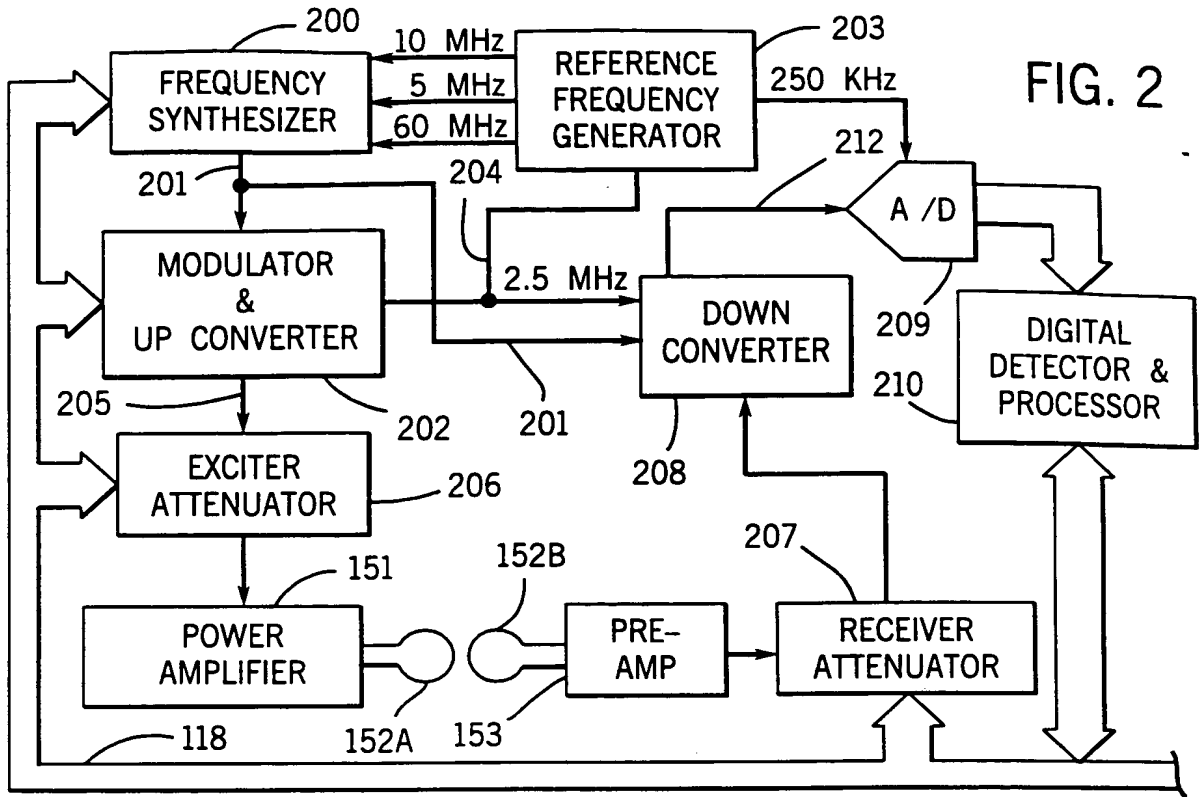 200
10 MHz
203
FREQUENCY
SYNTHESIZER
5 MHz
60 MHz
REFERENCE
FREQUENCY
GENERATOR
250 KHz
FIG. 2
201
204
212
A/D
209
MODULATOR
&
UP CONVERTER
2.5 MHz
DOWN
CONVERTER
DIGITAL
DETECTOR &
PROCESSOR
205
202
201
208
210
EXCITER
ATTENUATOR
206
207
151
152B
POWER
AMPLIFIER
PRE-
AMP
RECEIVER
ATTENUATOR
118
152A
153